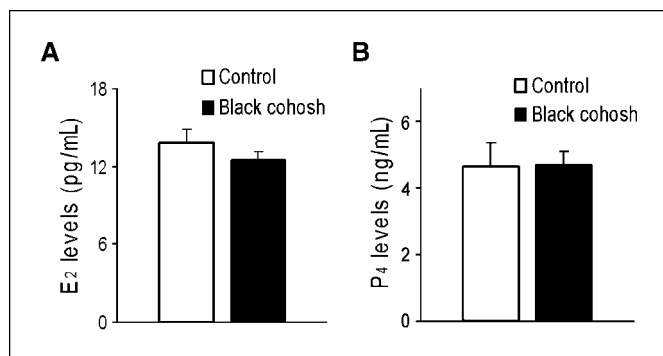 A
Control
Black cohosh
E2 levels (pg/mL)
18
12
6
0
B
Control
Black cohosh
P4 levels (ng/mL)
6
4
2
0